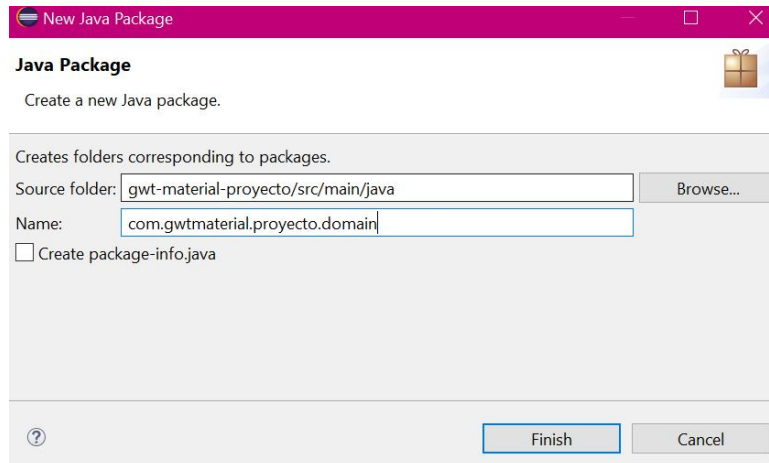 New Java Package
Java Package
Create a new Java package.
Creates folders corresponding to packages.
Source folder: gwt-material-proyecto/src/main/java Browse...
Name: com.gwtmaterial.proyecto.domain
Create package-info.java
? Finish Cancel